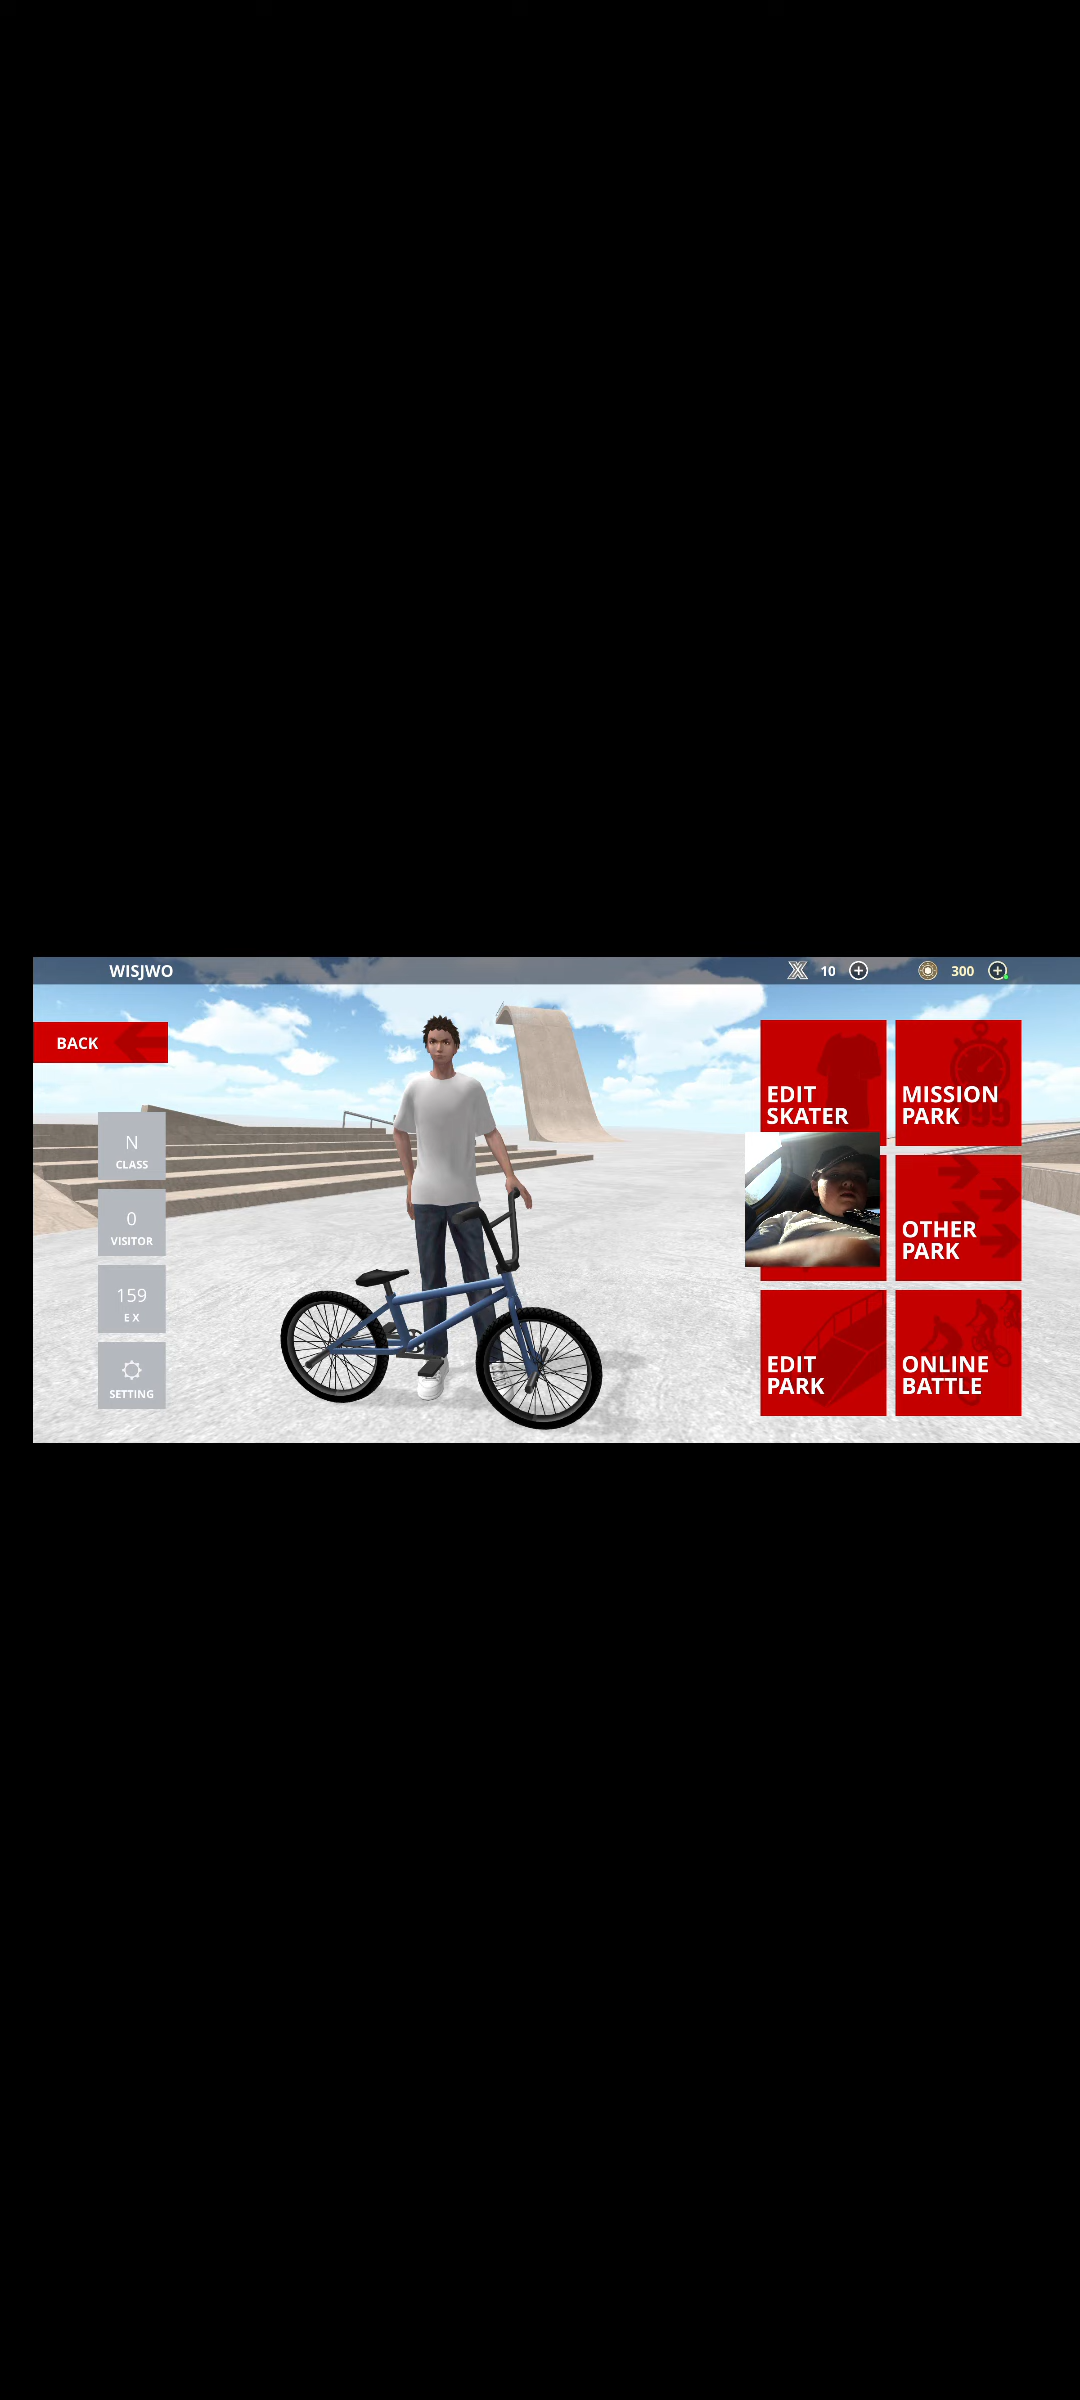 WISJWO
10
300
BACK
N
CLASS
0
VISITOR
159
EX
SETTING
EDIT
SKATER
MISSION
PARK
OTHER
PARK
EDIT
PARK
ONLINE
BATTLE